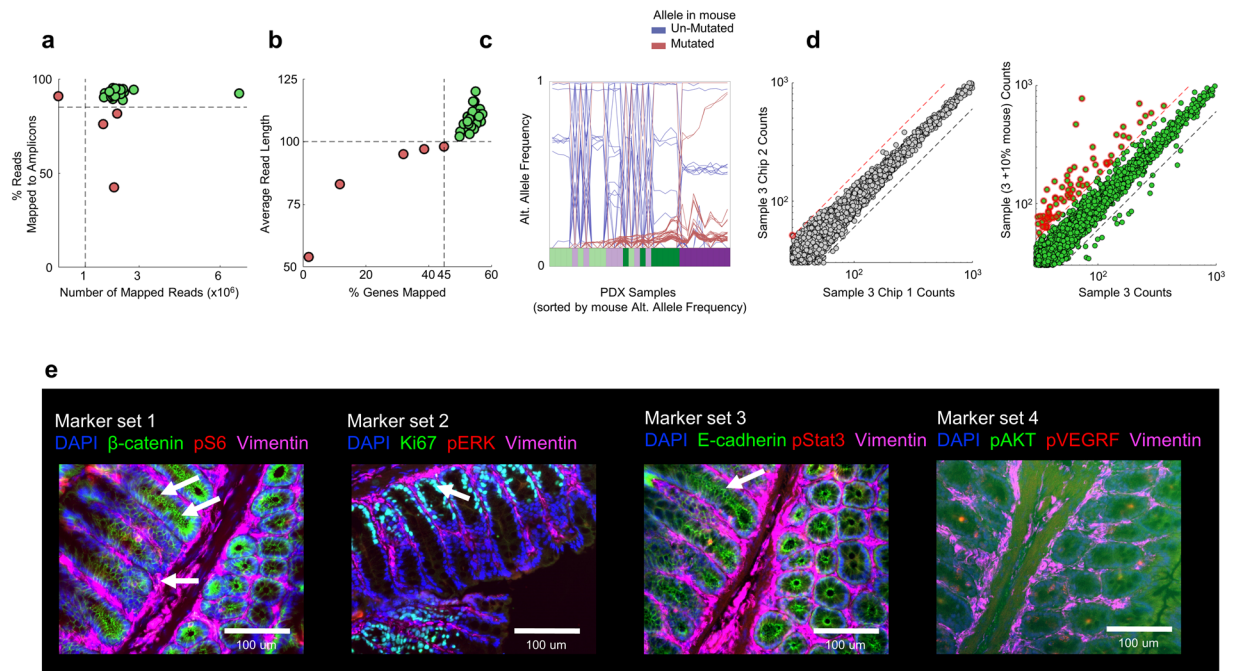 a
b
c
d
Allele in mouse
Un-Mutated
Mutated
% Reads
Mapped to Amplicons
100
50
0
1
3
6
Number of Mapped Reads (x10⁶)
Average Read Length
125
100
75
50
0
20
40
45
60
% Genes Mapped
Alt. Allele Frequency
1
0
PDX Samples
(sorted by mouse Alt. Allele Frequency)
Sample 3 Chip 2 Counts
10³
10²
10²
10³
Sample 3 Chip 1 Counts
Sample (3 +10% mouse) Counts
10³
10²
10²
10³
Sample 3 Counts
e
Marker set 1
DAPI β-catenin pS6 Vimentin
100 um
Marker set 2
DAPI Ki67 pERK Vimentin
100 um
Marker set 3
DAPI E-cadherin pStat3 Vimentin
100 um
Marker set 4
DAPI pAKT pVEGRF Vimentin
100 um